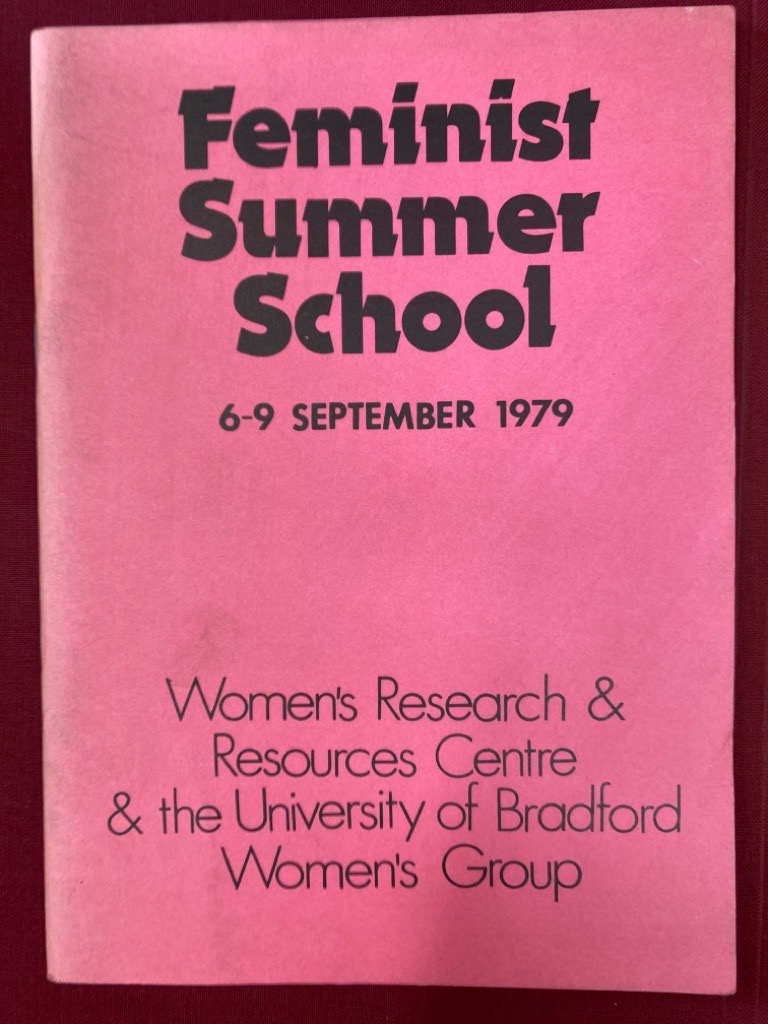 Feminist
Summer
School
6-9 SEPTEMBER 1979
Women's Research &
Resources Centre
& the University of Bradford
Women's Group